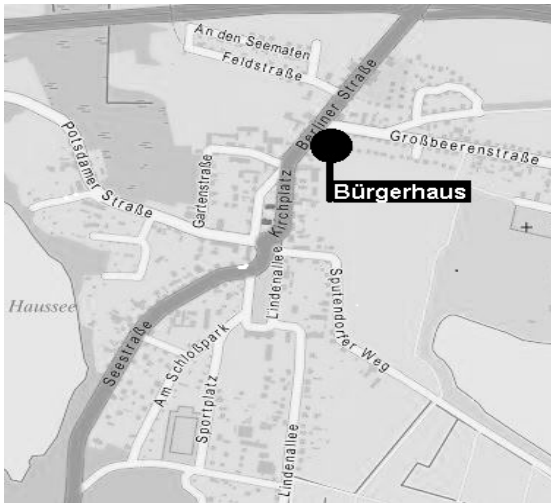 An den Seematen
Feldstraße
Berliner Straße
Großbeerenstraße
Potsdamer Straße
Gartenstraße
Bürgerhaus
Kirchplatz
Lindenallee
Haussee
Sputendorfer Weg
Seestraße
Am Schloßpark
Sportplatz
Lindenallee